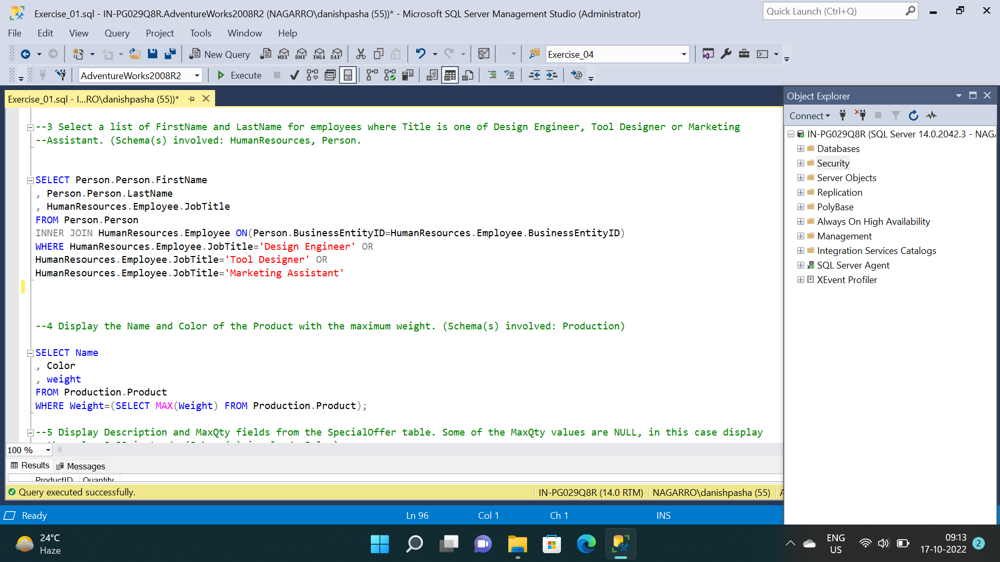 Exercise_01.sql - IN-PG029Q8R.AdventureWorks2008R2 (NAGARRO\danishpasha (55))* - Microsoft SQL Server Management Studio (Administrator)
Quick Launch (Ctrl+Q)
File Edit View Query Project Tools Window Help
New Query
MDX DMX XMLA DAX
Exercise_04
AdventureWorks2008R2
Execute
Exercise_01.sql - I...RO\danishpasha (55))*
--3 Select a list of FirstName and LastName for employees where Title is one of Design Engineer, Tool Designer or Marketing
--Assistant. (Schema(s) involved: HumanResources, Person.
SELECT Person.Person.FirstName
, Person.Person.LastName
, HumanResources.Employee.JobTitle
FROM Person.Person
INNER JOIN HumanResources.Employee ON(Person.BusinessEntityID=HumanResources.Employee.BusinessEntityID)
WHERE HumanResources.Employee.JobTitle='Design Engineer' OR
HumanResources.Employee.JobTitle='Tool Designer' OR
HumanResources.Employee.JobTitle='Marketing Assistant'
--4 Display the Name and Color of the Product with the maximum weight. (Schema(s) involved: Production)
SELECT Name
, Color
, weight
FROM Production.Product
WHERE Weight=(SELECT MAX(Weight) FROM Production.Product);
--5 Display Description and MaxQty fields from the SpecialOffer table. Some of the MaxQty values are NULL, in this case display
100 %
Results Messages
ProductID Quantity
Query executed successfully.
IN-PG029Q8R (14.0 RTM) NAGARRO\danishpasha (55)
Object Explorer
Connect
IN-PG029Q8R (SQL Server 14.0.2042.3 - NAGA
Databases
Security
Server Objects
Replication
PolyBase
Always On High Availability
Management
Integration Services Catalogs
SQL Server Agent
XEvent Profiler
Ready
Ln 96
Col 1
Ch 1
INS
24°C
Haze
ENG
US
09:13
17-10-2022
2